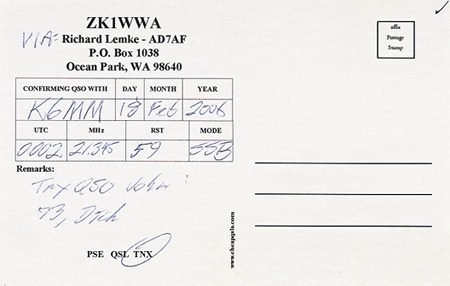 ZK1WWA
VIA: Richard Lemke - AD7AF
P.O. Box 1038
Ocean Park, WA 98640
affix
Postage
Stamp
CONFIRMING QSO WITH DAY MONTH YEAR
K6MM 18 Feb 2006
UTC MHz RST MODE
0002 21.345 59 SSB
Remarks:
TNX QSO John!
73, Dick
PSE QSL TNX
www.cheapqsls.com